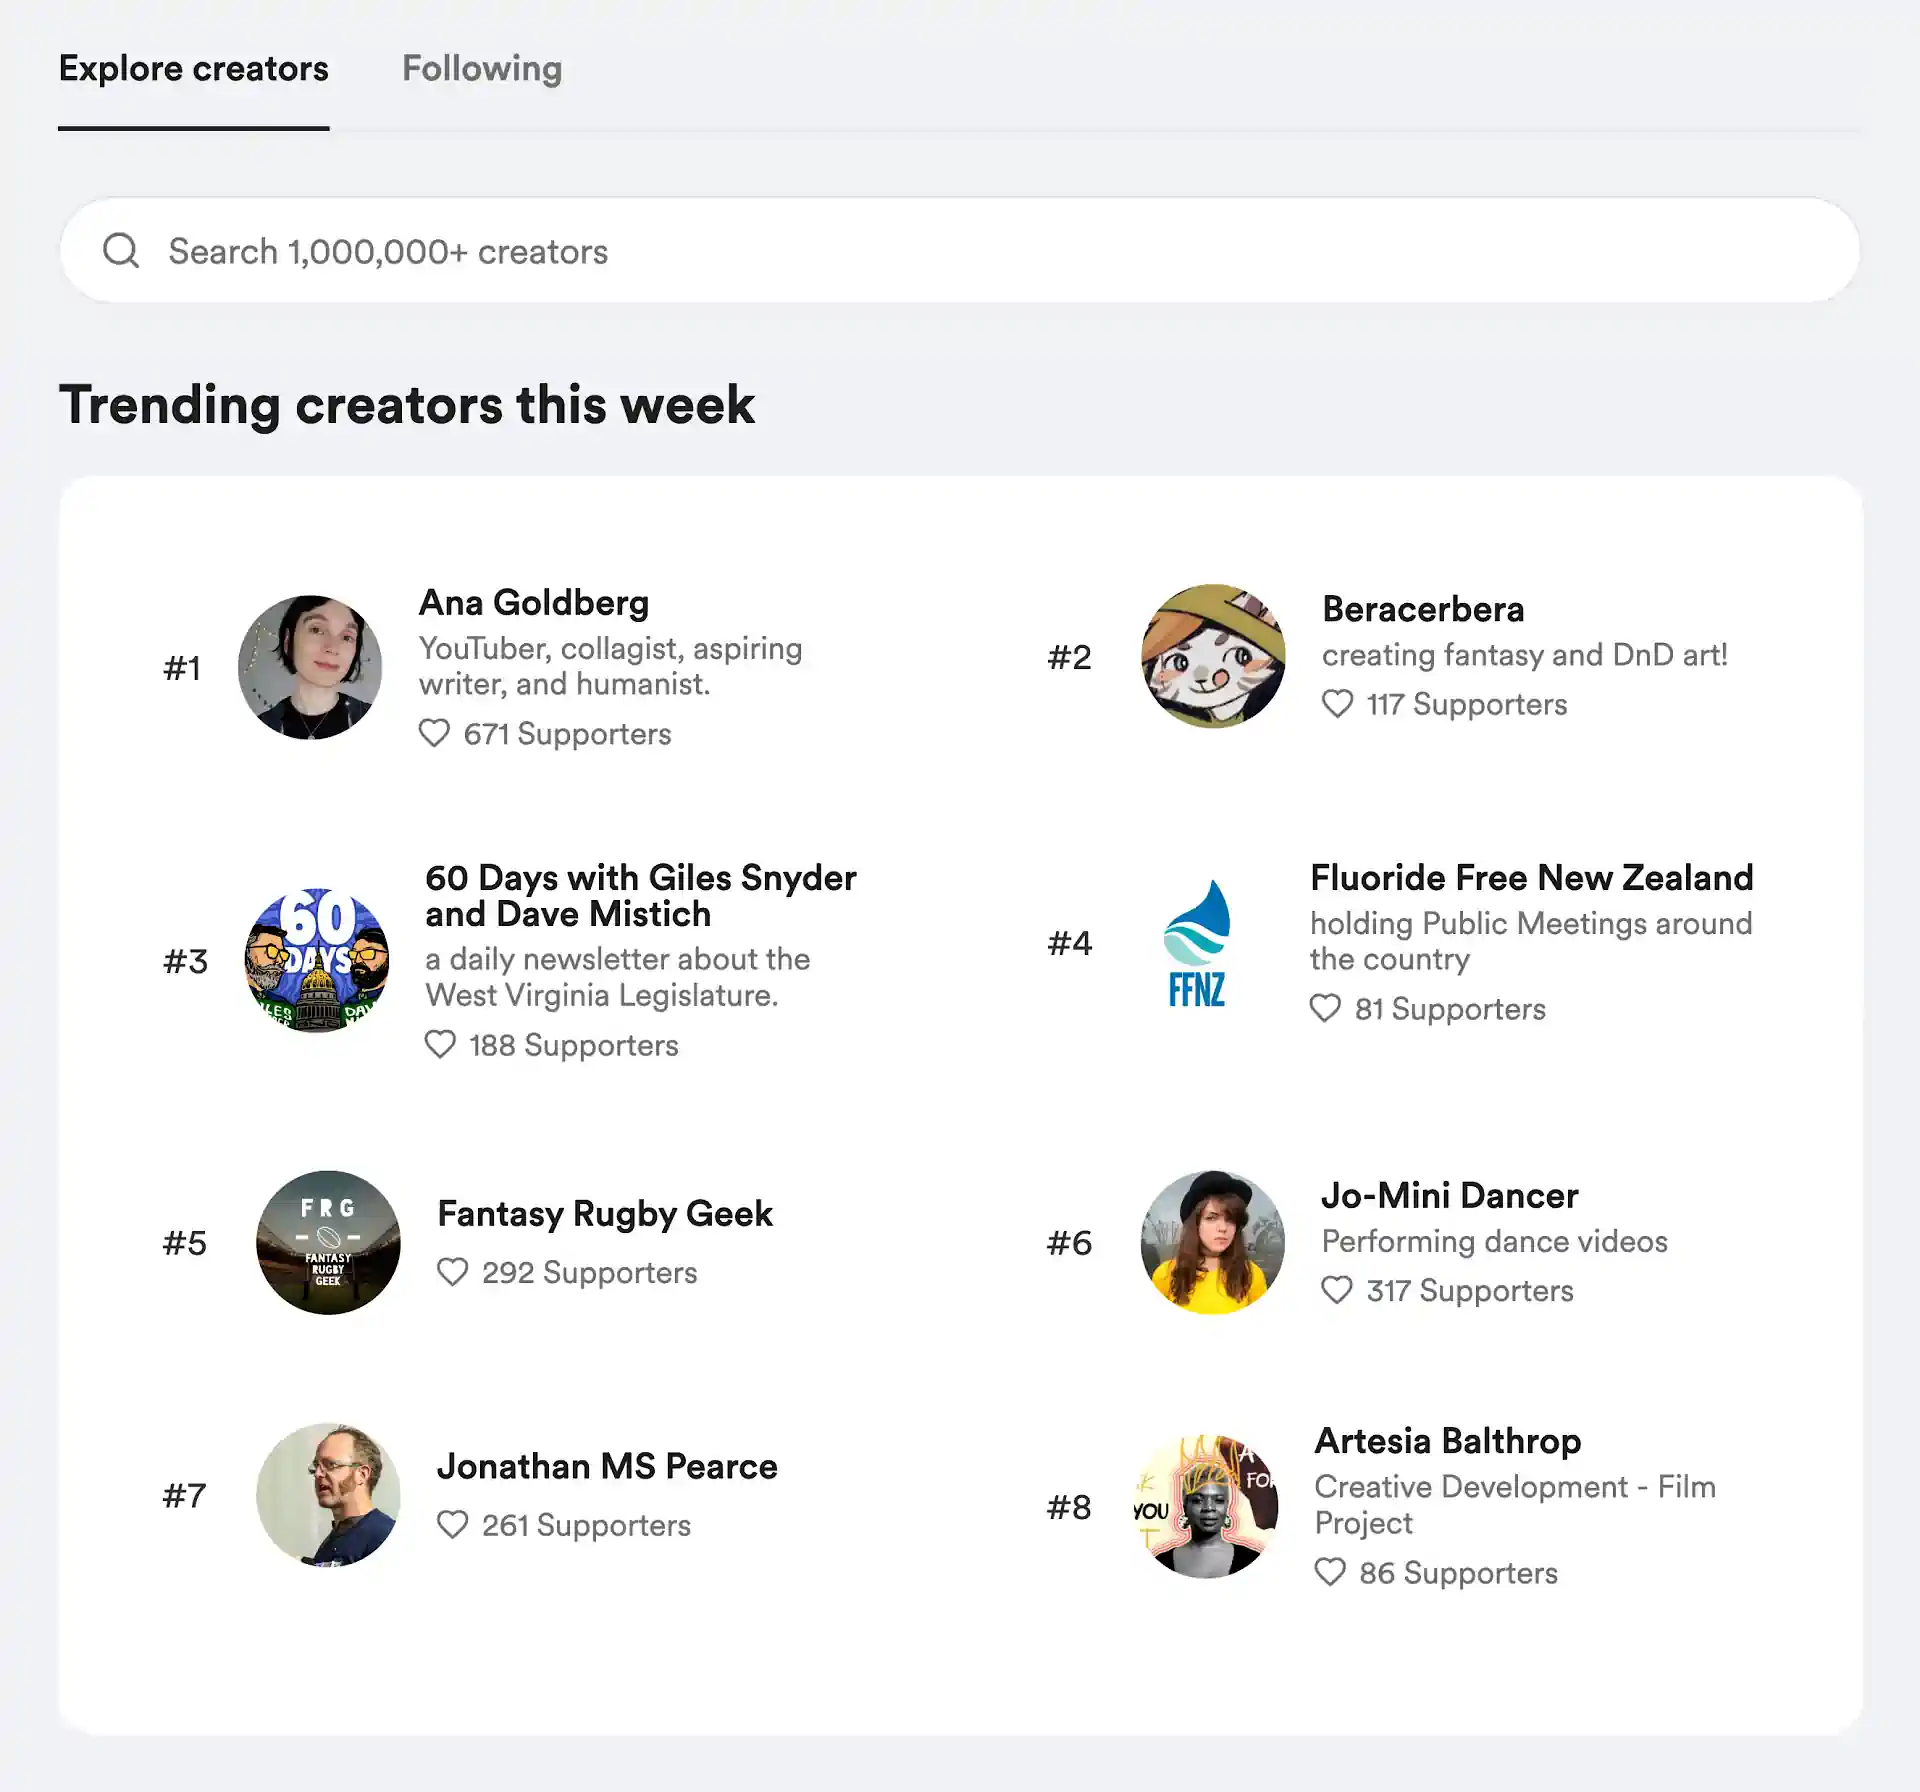 Explore creators
Following
Search 1,000,000+ creators
Trending creators this week
#1
Ana Goldberg
YouTuber, collagist, aspiring
writer, and humanist.
671 Supporters
#2
Beracerbera
creating fantasy and DnD art!
117 Supporters
#3
60
DAYS
60 Days with Giles Snyder
and Dave Mistich
a daily newsletter about the
West Virginia Legislature.
188 Supporters
#4
FFNZ
Fluoride Free New Zealand
holding Public Meetings around
the country
81 Supporters
#5
FRG
FANTASY
RUGBY
GEEK
Fantasy Rugby Geek
292 Supporters
#6
Jo-Mini Dancer
Performing dance videos
317 Supporters
#7
Jonathan MS Pearce
261 Supporters
#8
YOU
Artesia Balthrop
Creative Development - Film
Project
86 Supporters